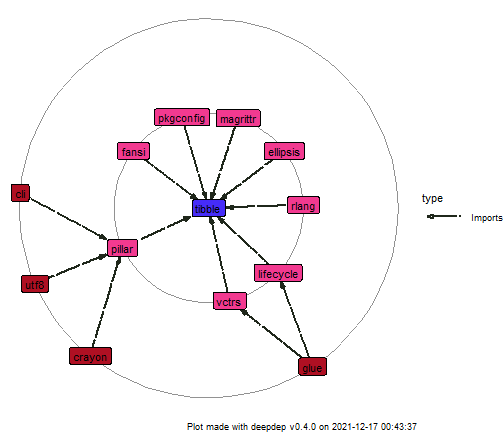 pkgconfig
magrittr
fansi
ellipsis
cli
tibble
rlang
type
Imports
pillar
lifecycle
utf8
vctrs
crayon
glue
Plot made with deepdep v0.4.0 on 2021-12-17 00:43:37